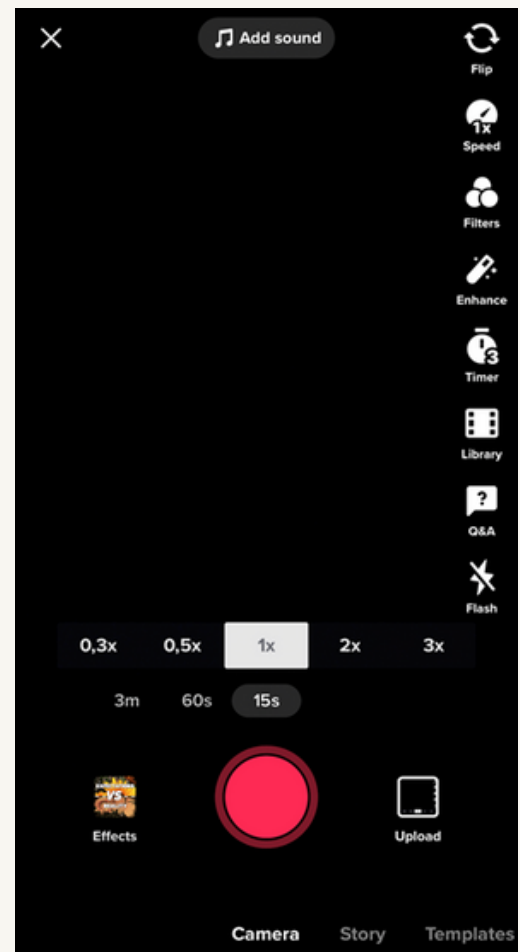 Add sound
Flip
1x
Speed
Filters
Enhance
3
Timer
Library
?
Q&A
Flash
0,3x 0,5x 1x 2x 3x
3m 60s 15s
VS
Effects
Upload
Camera Story Templates